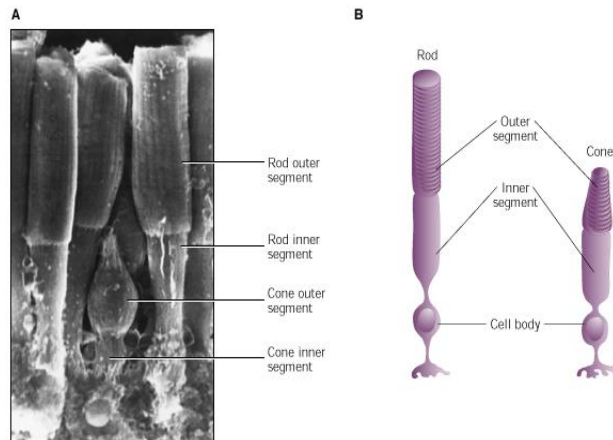 A
Rod outer
segment
Rod inner
segment
Cone outer
segment
Cone inner
segment
B
Rod
Outer
segment
Cone
Inner
segment
Cell body